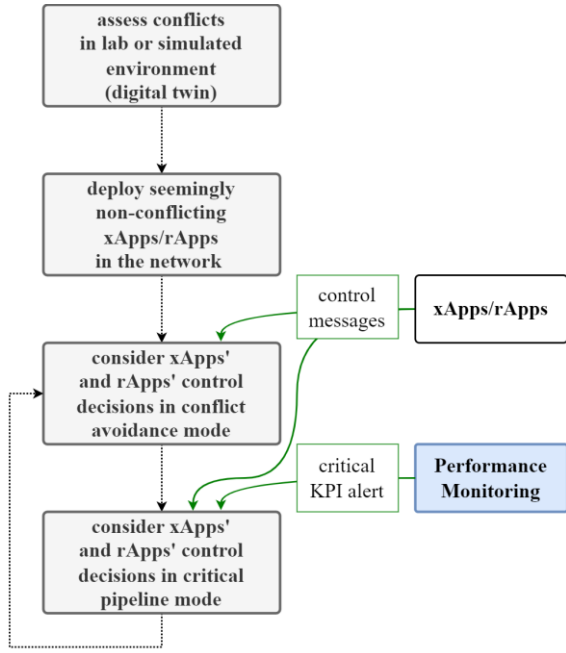 assess conflicts
in lab or simulated
environment
(digital twin)
deploy seemingly
non-conflicting
xApps/rApps
in the network
control
messages
xApps/rApps
consider xApps'
and rApps' control
decisions in conflict
avoidance mode
critical
KPI alert
Performance
Monitoring
consider xApps'
and rApps' control
decisions in critical
pipeline mode